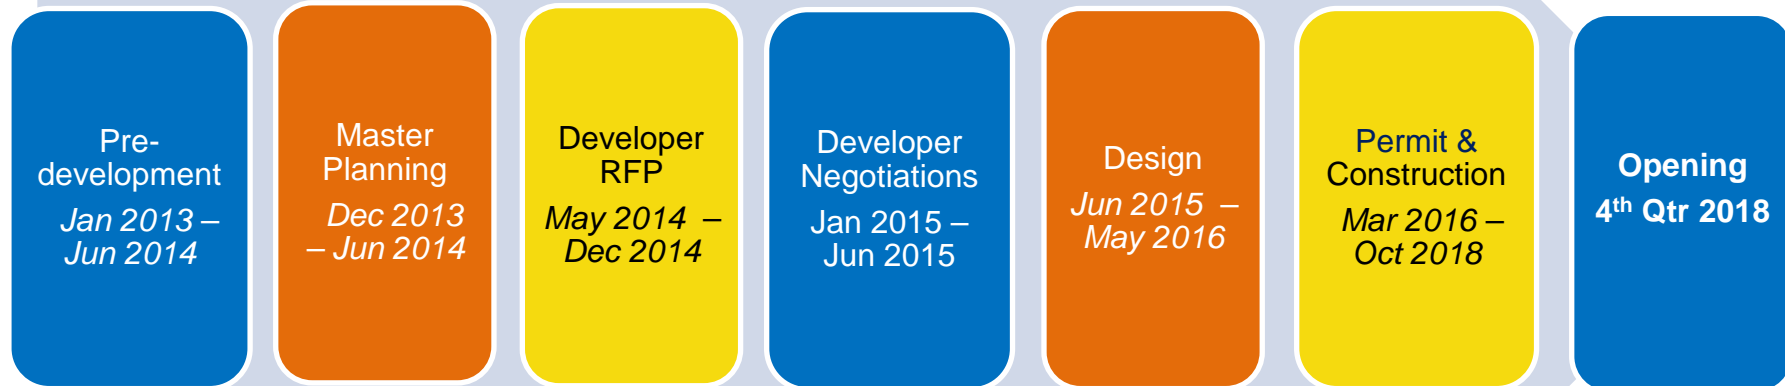 Pre-
development
Jan 2013 –
Jun 2014
Master
Planning
Dec 2013
– Jun 2014
Developer
RFP
May 2014 –
Dec 2014
Developer
Negotiations
Jan 2015 –
Jun 2015
Design
Jun 2015 –
May 2016
Permit &
Construction
Mar 2016 –
Oct 2018
Opening
4th Qtr 2018